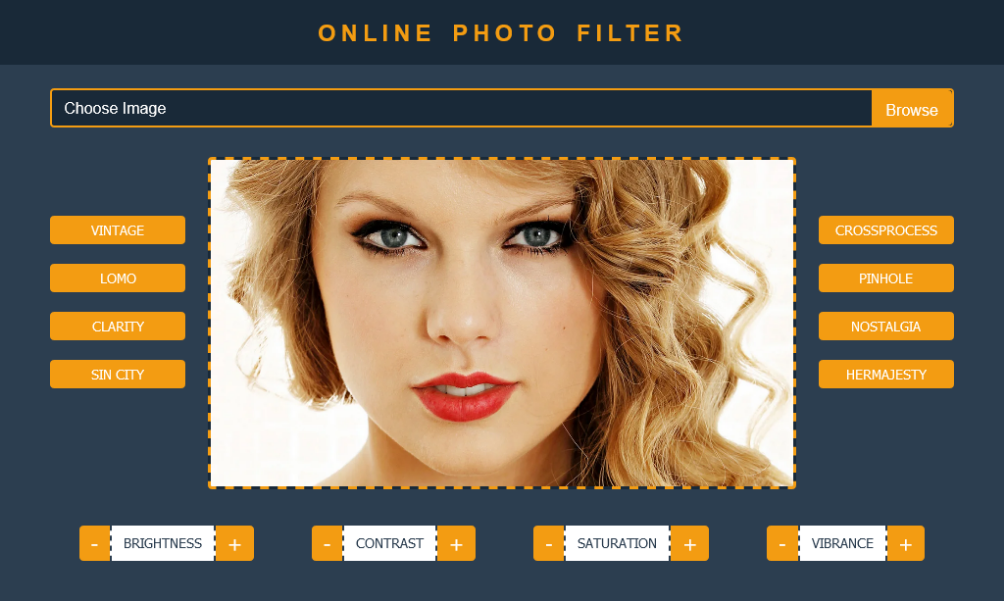 ONLINE PHOTO FILTER
Choose Image
Browse
VINTAGE
LOMO
CLARITY
SIN CITY
CROSSPROCESS
PINHOLE
NOSTALGIA
HERMAJESTY
- BRIGHTNESS +
- CONTRAST +
- SATURATION +
- VIBRANCE +